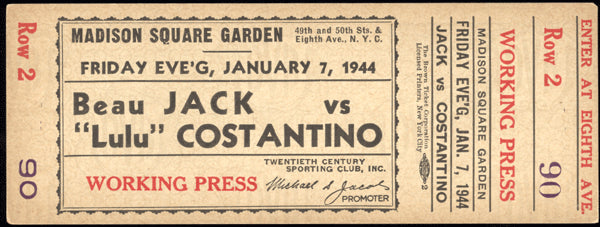 Row 2
90
MADISON SQUARE GARDEN
49th and 50th Sts. &
Eighth Ave., N.Y.C.
FRIDAY EVE'G, JANUARY 7, 1944
Beau JACK vs
"Lulu" COSTANTINO
TWENTIETH CENTURY
SPORTING CLUB, INC.
WORKING PRESS
Michael S. Jacobs
PROMOTER
The Brown Ticket Corporation
Licensed Printers, New York City
2
JACK vs COSTANTINO
FRIDAY EVE'G, JAN. 7, 1944
MADISON SQUARE GARDEN
WORKING PRESS
Row 2
90
ENTER AT EIGHTH AVE.